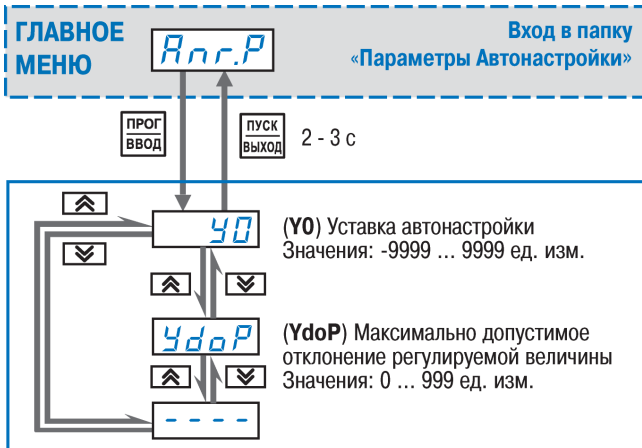 ГЛАВНОЕ
МЕНЮ
Anr.P
Вход в папку
«Параметры Автонастройки»
ПРОГ
ВВОД
ПУСК
ВЫХОД
2 - 3 с
Y0
(Y0) Уставка автонастройки
Значения: -9999 ... 9999 ед. изм.
YdoP
(YdoP) Максимально допустимое
отклонение регулируемой величины
Значения: 0 ... 999 ед. изм.
- - - -